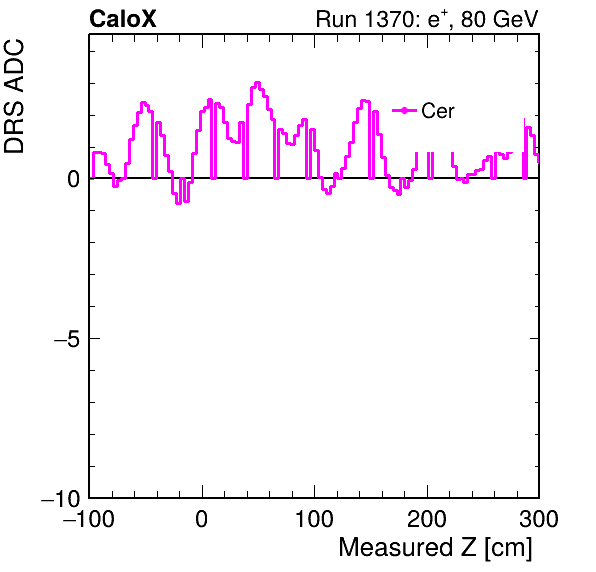 CaloX
Run 1370: e⁺, 80 GeV
DRS ADC
Cer
0
−5
−10
−100 0 100 200 300
Measured Z [cm]